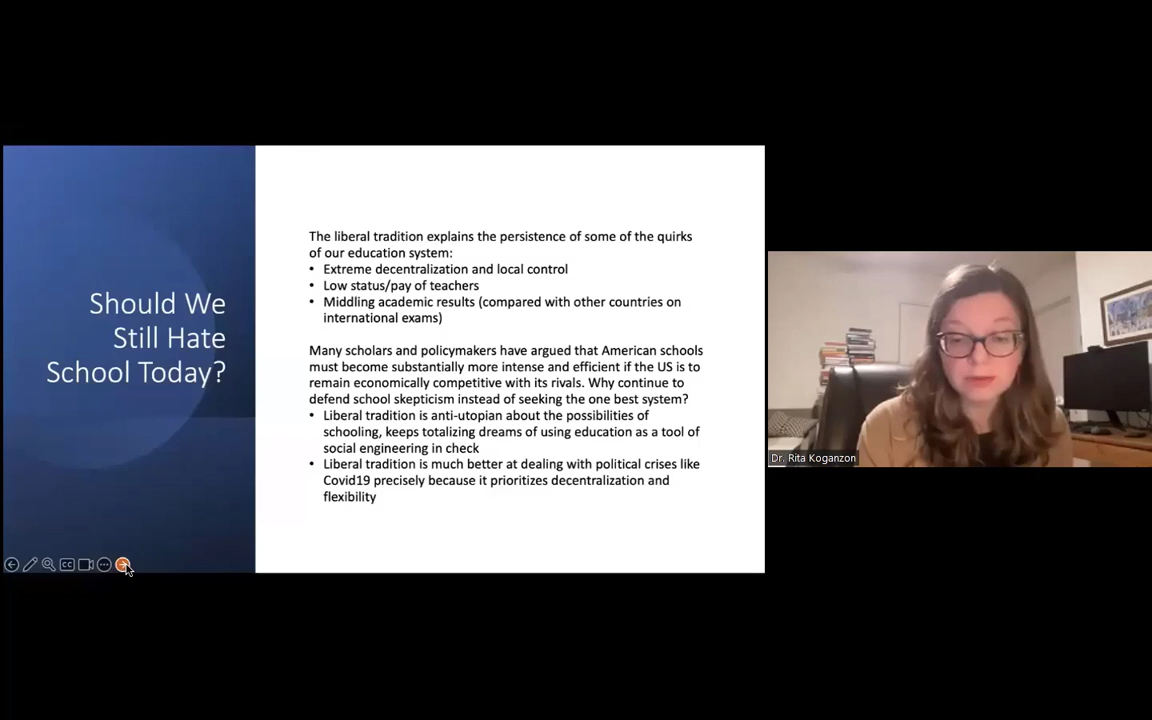 Should We
Still Hate
School Today?
The liberal tradition explains the persistence of some of the quirks
of our education system:
• Extreme decentralization and local control
• Low status/pay of teachers
• Middling academic results (compared with other countries on
international exams)
Many scholars and policymakers have argued that American schools
must become substantially more intense and efficient if the US is to
remain economically competitive with its rivals. Why continue to
defend school skepticism instead of seeking the one best system?
• Liberal tradition is anti-utopian about the possibilities of
schooling, keeps totalizing dreams of using education as a tool of
social engineering in check
• Liberal tradition is much better at dealing with political crises like
Covid19 precisely because it prioritizes decentralization and
flexibility
CC
Dr. Rita Koganzon